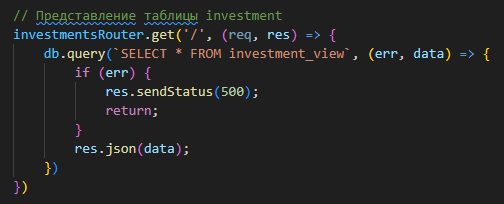 // Представление таблицы investment
investmentsRouter.get('/', (req, res) => {
    db.query(`SELECT * FROM investment_view`, (err, data) => {
        if (err) {
            res.sendStatus(500);
            return;
        }
        res.json(data);
    })
})